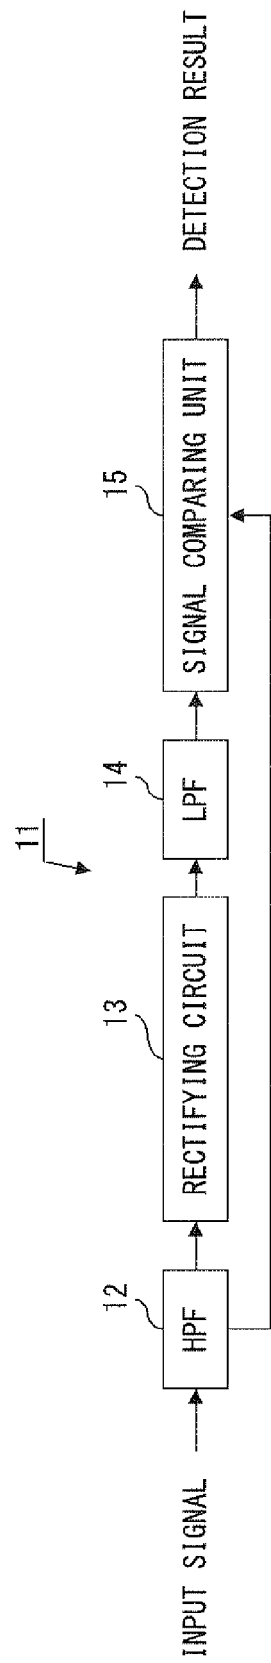 11
12
13
14
15
INPUT SIGNAL
HPF
RECTIFYING CIRCUIT
LPF
SIGNAL COMPARING UNIT
DETECTION RESULT